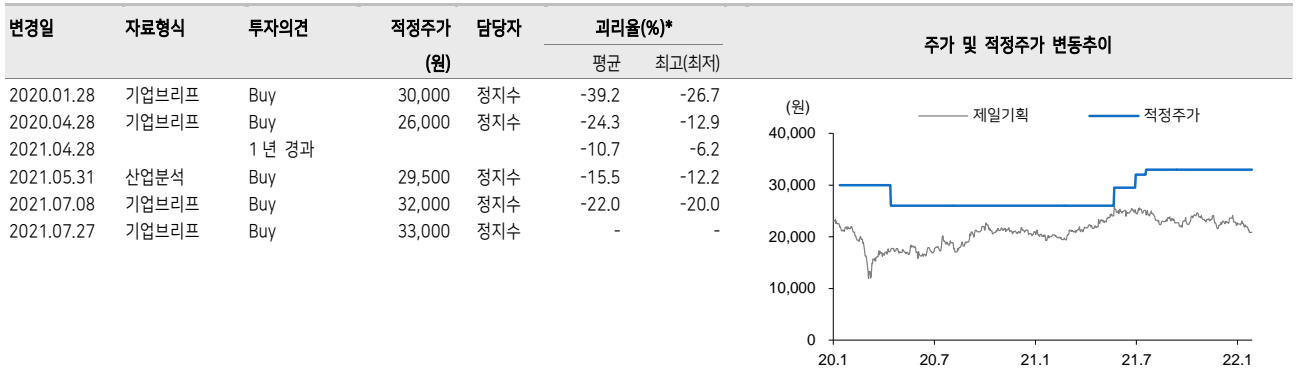 변경일 자료형식 투자의견 적정주가 담당자 괴리율(%)* 주가 및 적정주가 변동추이
(원) 평균 최고(최저)
2020.01.28 기업브리프 Buy 30,000 정지수 -39.2 -26.7
2020.04.28 기업브리프 Buy 26,000 정지수 -24.3 -12.9
2021.04.28 1년 경과 -10.7 -6.2
2021.05.31 산업분석 Buy 29,500 정지수 -15.5 -12.2
2021.07.08 기업브리프 Buy 32,000 정지수 -22.0 -20.0
2021.07.27 기업브리프 Buy 33,000 정지수 - -
(원) 제일기획 적정주가
40,000
30,000
20,000
10,000
0
20.1 20.7 21.1 21.7 22.1